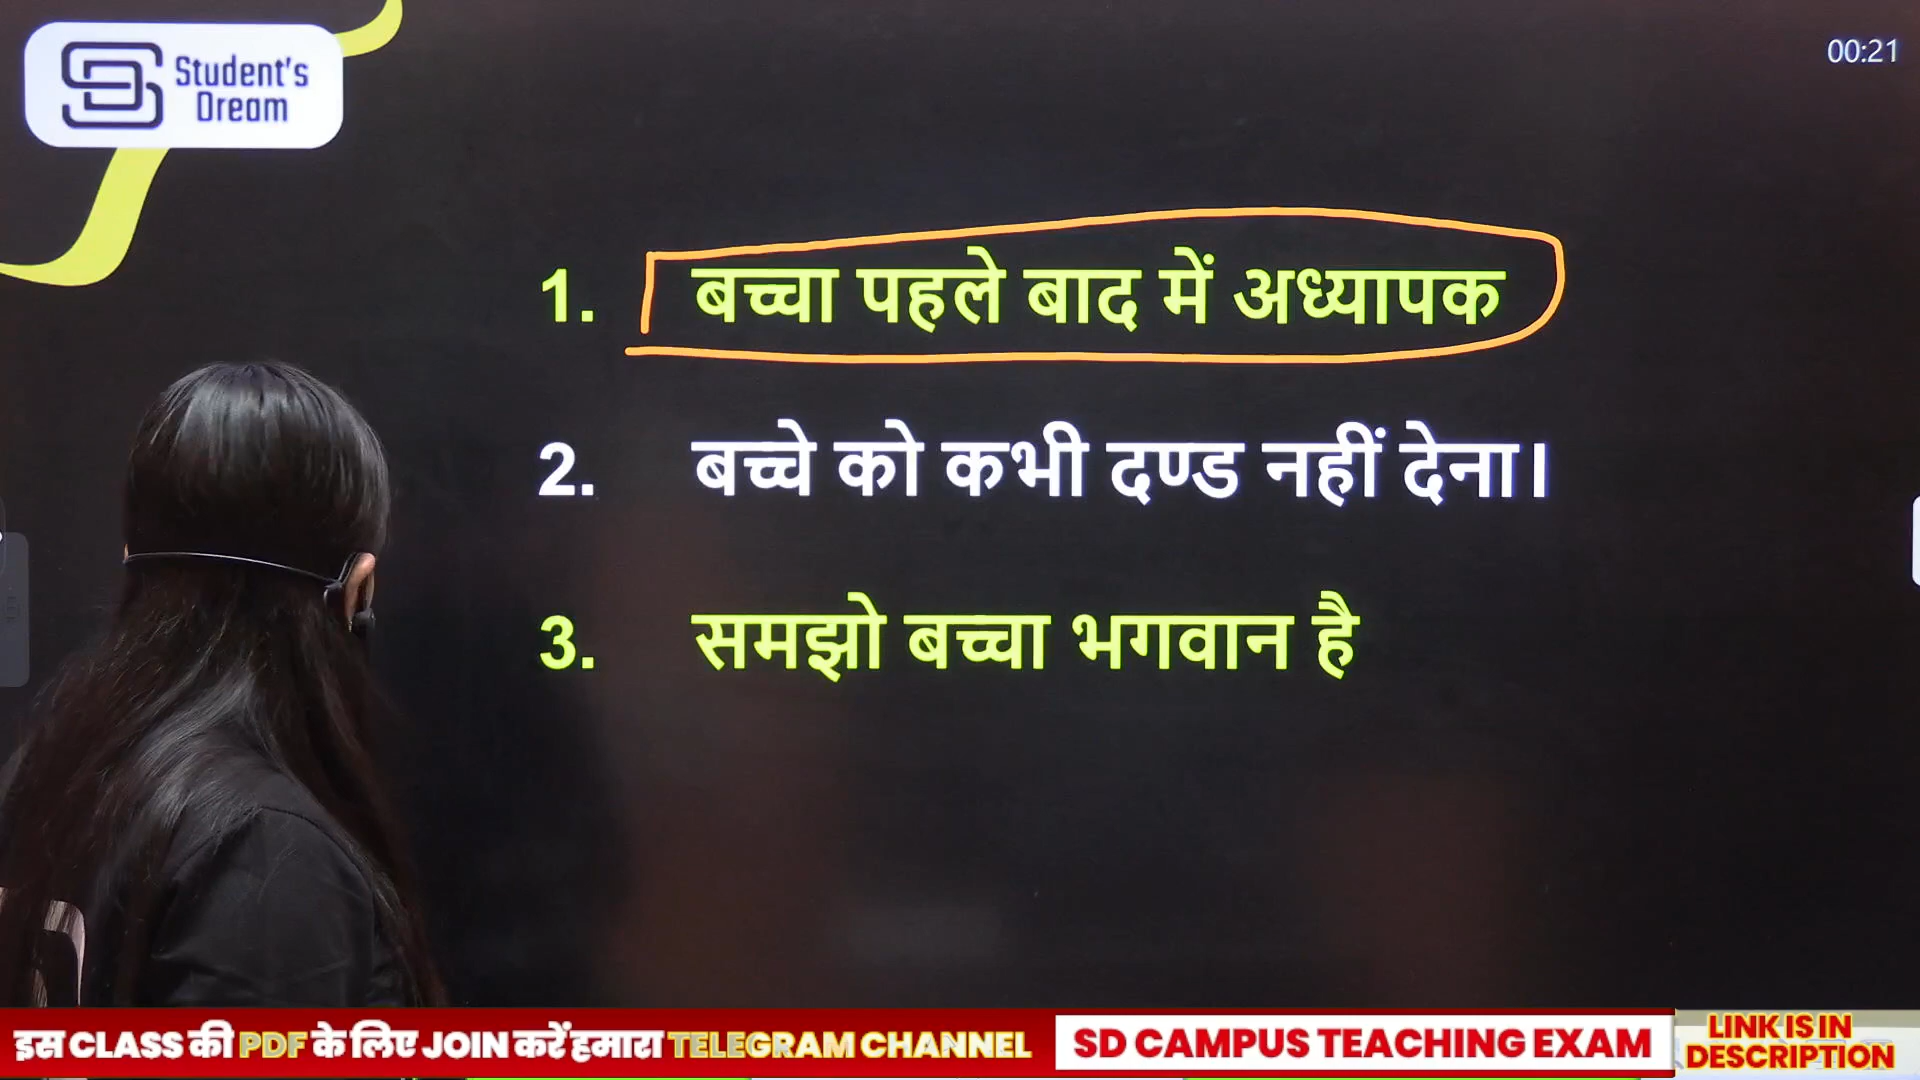 Student's
Dream
00:21
1. बच्चा पहले बाद में अध्यापक
2. बच्चे को कभी दण्ड नहीं देना।
3. समझो बच्चा भगवान है
इस CLASS की PDF के लिए JOIN करें हमारा TELEGRAM CHANNEL
SD CAMPUS TEACHING EXAM
LINK IS IN
DESCRIPTION